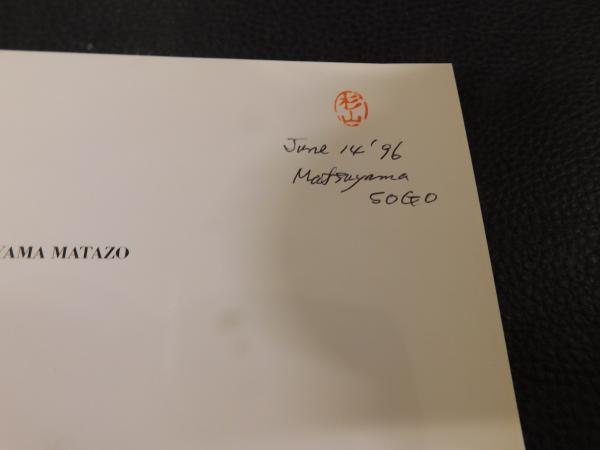 杉山
June 14 '96
Matsuyama
SOGO
YAMA MATAZO